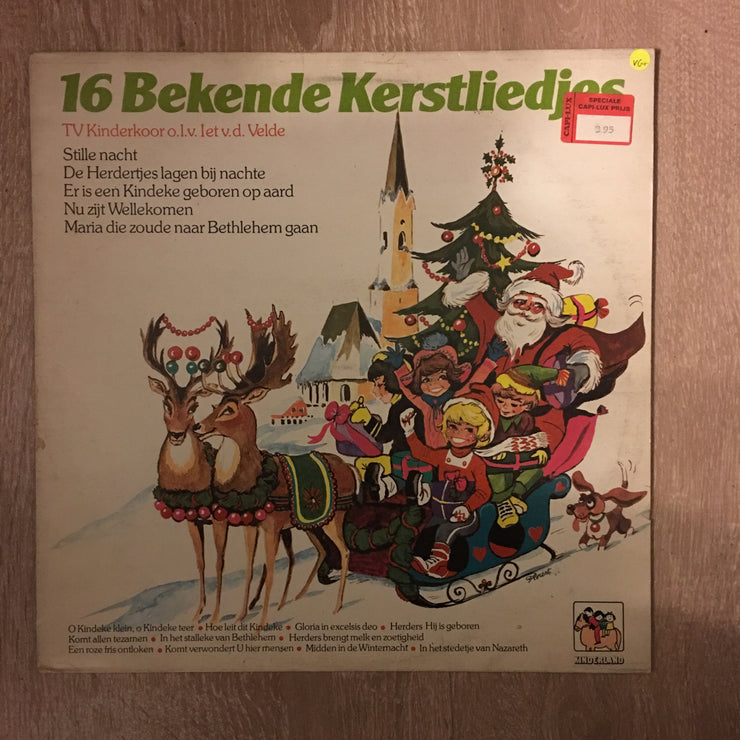 VG+
16 Bekende Kerstliedjes
CAPI-LUX
SPECIALE
CAPI-LUX PRIJS
9.95
TV Kinderkoor o.l.v. Iet v.d. Velde
Stille nacht
De Herdertjes lagen bij nachte
Er is een Kindeke geboren op aard
Nu zijt Wellekomen
Maria die zoude naar Bethlehem gaan
O Kindeke klein, o Kindeke teer • Hoe leit dit Kindeke • Gloria in excelsis deo • Herders Hij is geboren
Komt allen tezamen • In het stalleke van Bethlehem • Herders brengt melk en zoetigheid
Een roze fris ontloken • Komt verwondert U hier mensen • Midden in de Winternacht • In het stedetje van Nazareth
KINDERLAND